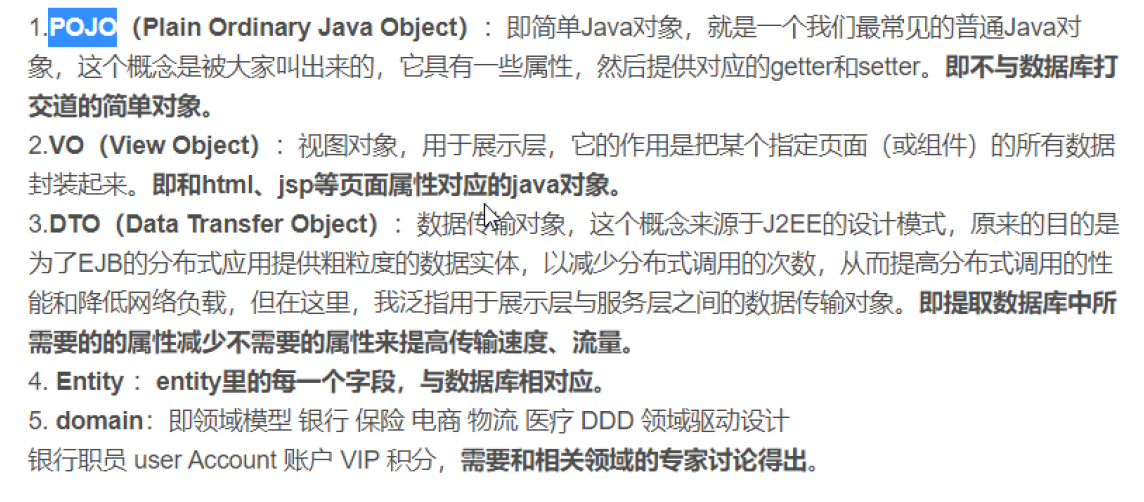 1.POJO（Plain Ordinary Java Object）：即简单Java对象，就是一个我们最常见的普通Java对
象，这个概念是被大家叫出来的，它具有一些属性，然后提供对应的getter和setter。即不与数据库打
交道的简单对象。
2.VO（View Object）：视图对象，用于展示层，它的作用是把某个指定页面（或组件）的所有数据
封装起来。即和html、jsp等页面属性对应的java对象。
3.DTO（Data Transfer Object）：数据传输对象，这个概念来源于J2EE的设计模式，原来的目的是
为了EJB的分布式应用提供粗粒度的数据实体，以减少分布式调用的次数，从而提高分布式调用的性
能和降低网络负载，但在这里，我泛指用于展示层与服务层之间的数据传输对象。即提取数据库中所
需要的的属性减少不需要的属性来提高传输速度、流量。
4. Entity ：entity里的每一个字段，与数据库相对应。
5. domain：即领域模型 银行 保险 电商 物流 医疗 DDD 领域驱动设计
银行职员 user Account 账户 VIP 积分，需要和相关领域的专家讨论得出。